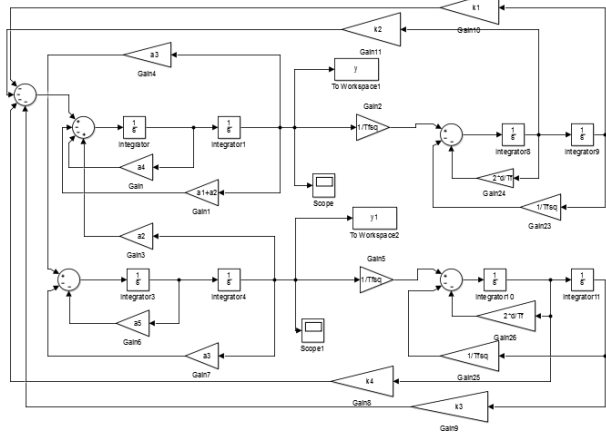 k1
Gain10
k2
Gain11
a3
Gain4
y
To Workspace1
Gain2
1/Tfsq
1
s
Integrator
1
s
Integrator1
1
s
Integrator8
1
s
Integrator9
a4
Gain
a1+a2
Gain1
Scope
2*d/Tf
Gain24
1/Tfsq
Gain23
a2
Gain3
y1
To Workspace2
Gain5
1/Tfsq
1
s
Integrator3
1
s
Integrator4
1
s
Integrator10
1
s
Integrator11
a5
Gain6
Scope1
2*d/Tf
Gain26
a3
Gain7
1/Tfsq
Gain25
k4
Gain8
k3
Gain9